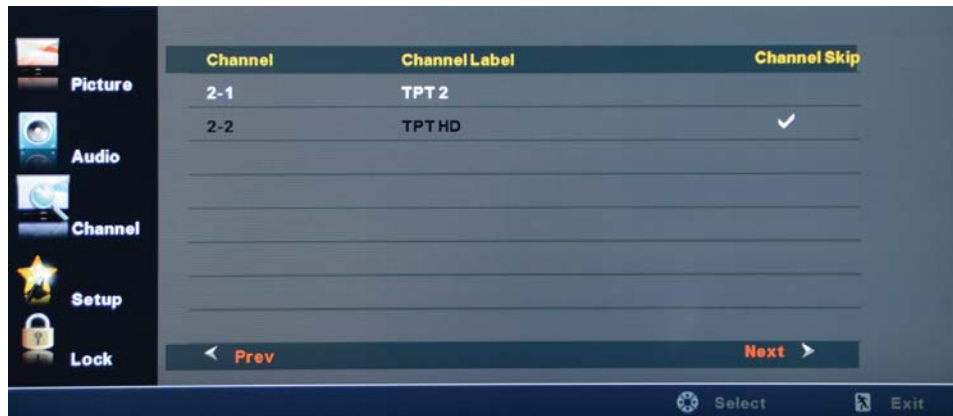 Channel Channel Label Channel Skip
Picture
2-1 TPT 2
2-2 TPT HD
Audio
Channel
Setup
Lock
Prev Next
Select Exit